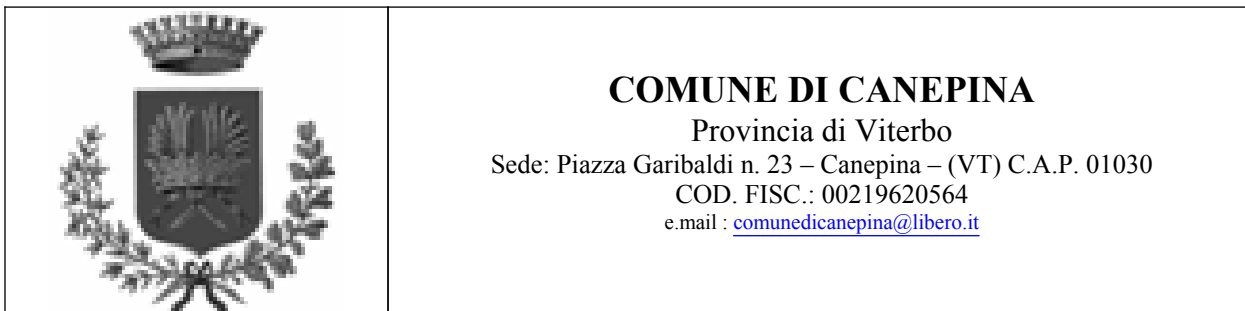 COMUNE DI CANEPINA
Provincia di Viterbo
Sede: Piazza Garibaldi n. 23 – Canepina – (VT) C.A.P. 01030
COD. FISC.: 00219620564
e.mail : comunedicanepina@libero.it